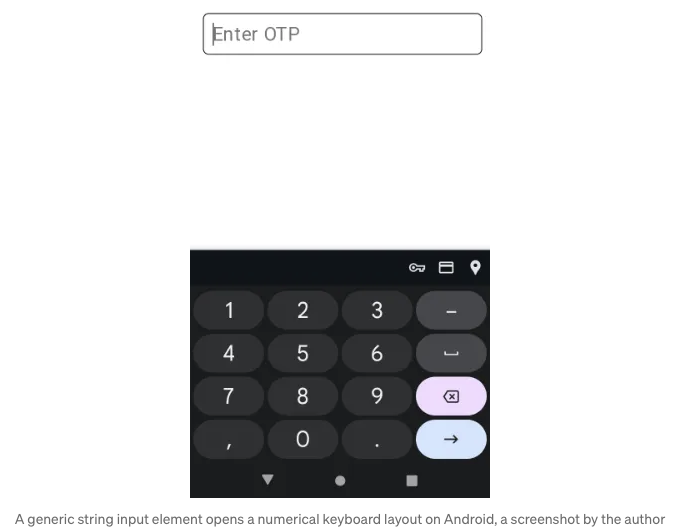 Enter OTP
1 2 3 –
4 5 6
7 8 9
, 0 .
A generic string input element opens a numerical keyboard layout on Android, a screenshot by the author